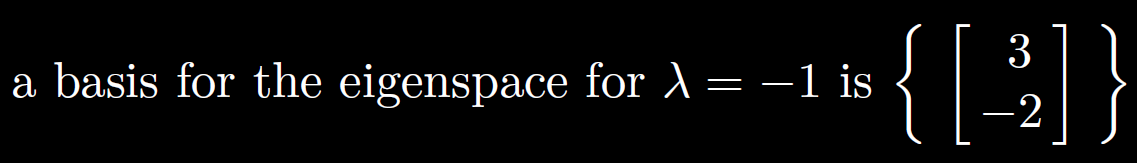 a basis for the eigenspace for λ = −1 is { [ 3 −2 ] }